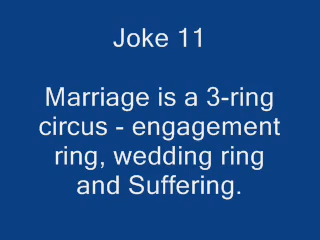 Joke 11
Marriage is a 3-ring
circus - engagement
ring, wedding ring
and Suffering.